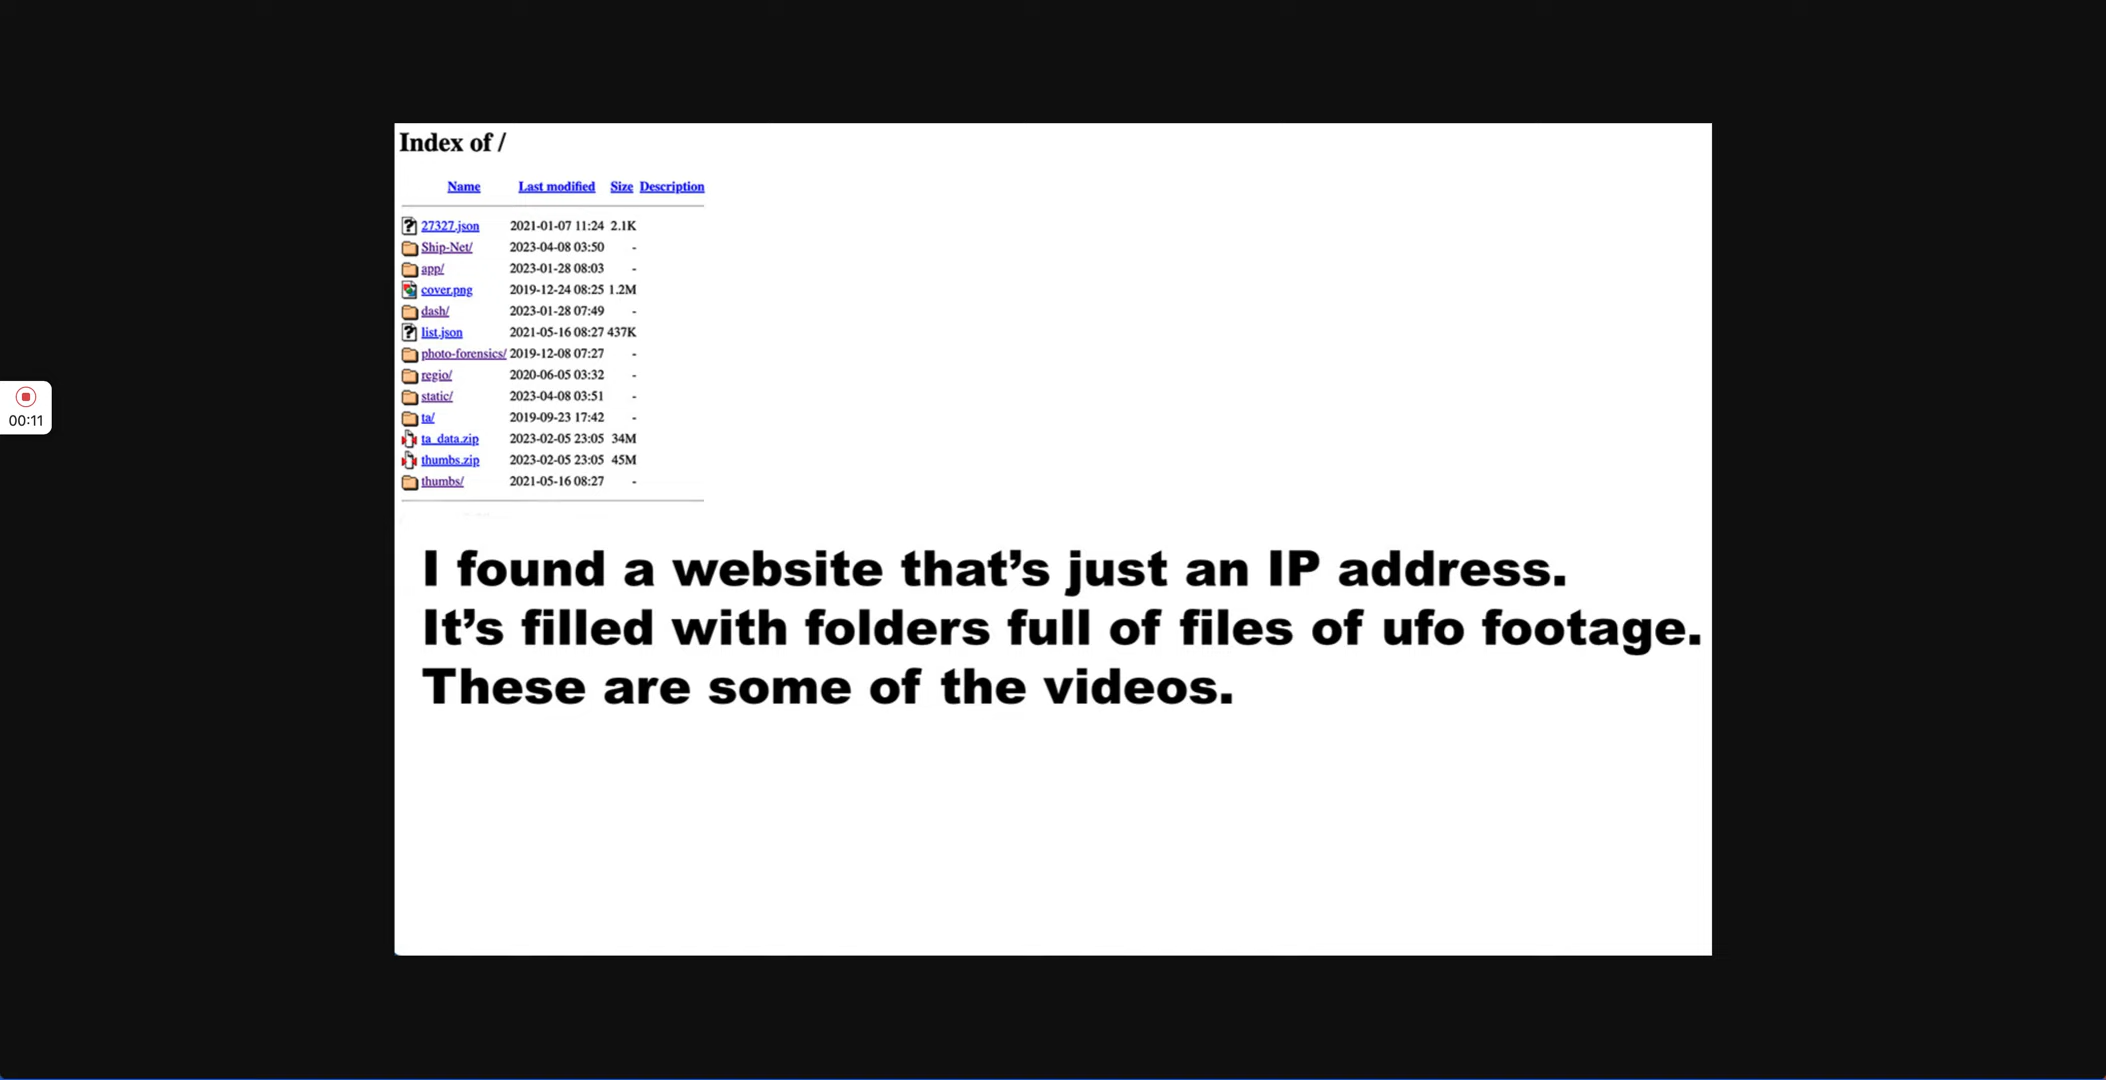 Index of /
Name Last modified Size Description
27327.json 2021-01-07 11:24 2.1K
Ship-Net/ 2023-04-08 03:50 -
app/ 2023-01-28 08:03 -
cover.png 2019-12-24 08:25 1.2M
dash/ 2023-01-28 07:49 -
list.json 2021-05-16 08:27 437K
photo-forensics/ 2019-12-08 07:27 -
regio/ 2020-06-05 03:32 -
static/ 2023-04-08 03:51 -
ta/ 2019-09-23 17:42 -
ta_data.zip 2023-02-05 23:05 34M
thumbs.zip 2023-02-05 23:05 45M
thumbs/ 2021-05-16 08:27 -
00:11
I found a website that’s just an IP address.
It’s filled with folders full of files of ufo footage.
These are some of the videos.